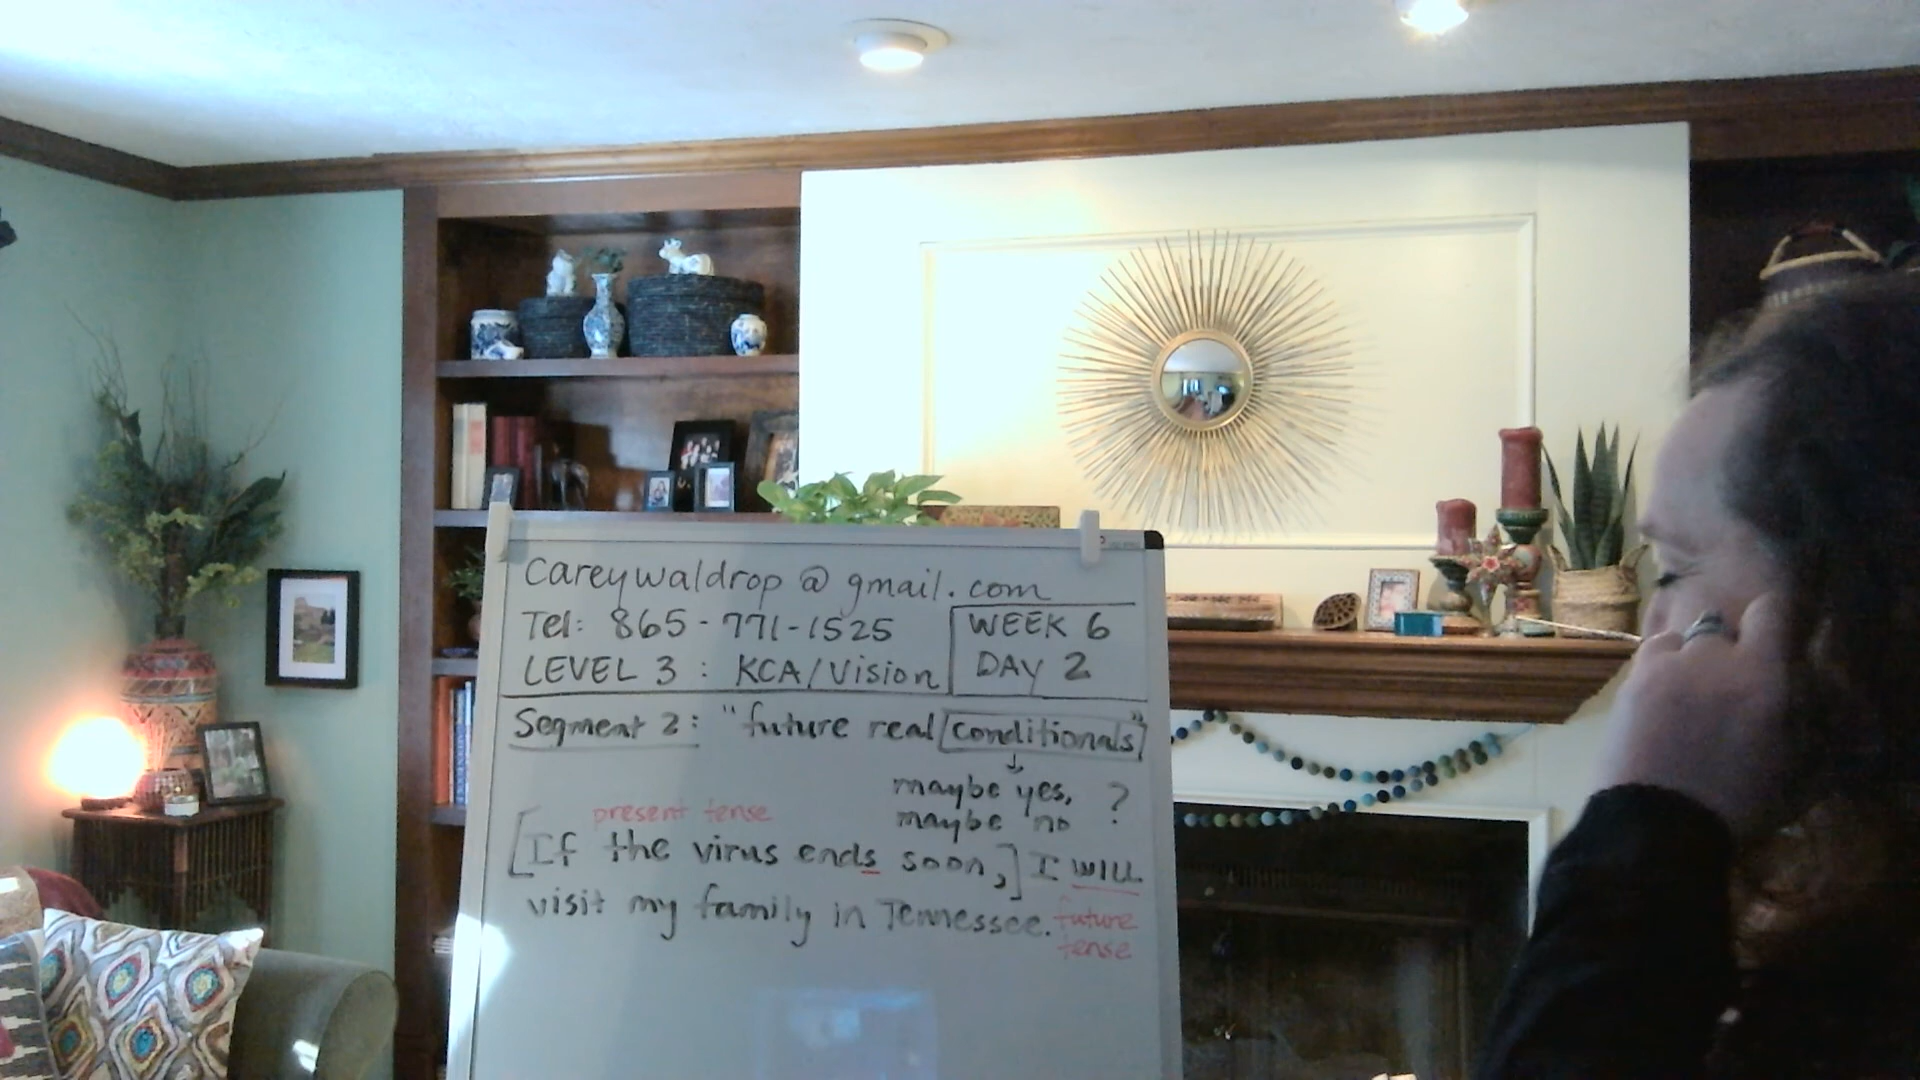 careywaldrop @ gmail.com
Tel: 865-771-1525
WEEK 6
LEVEL 3 : KCA/Vision
DAY 2
Segment 2: "future real conditionals"
maybe yes,
maybe no ?
present tense
[If the virus ends soon,] I will
visit my family in Tennessee.
future
tense